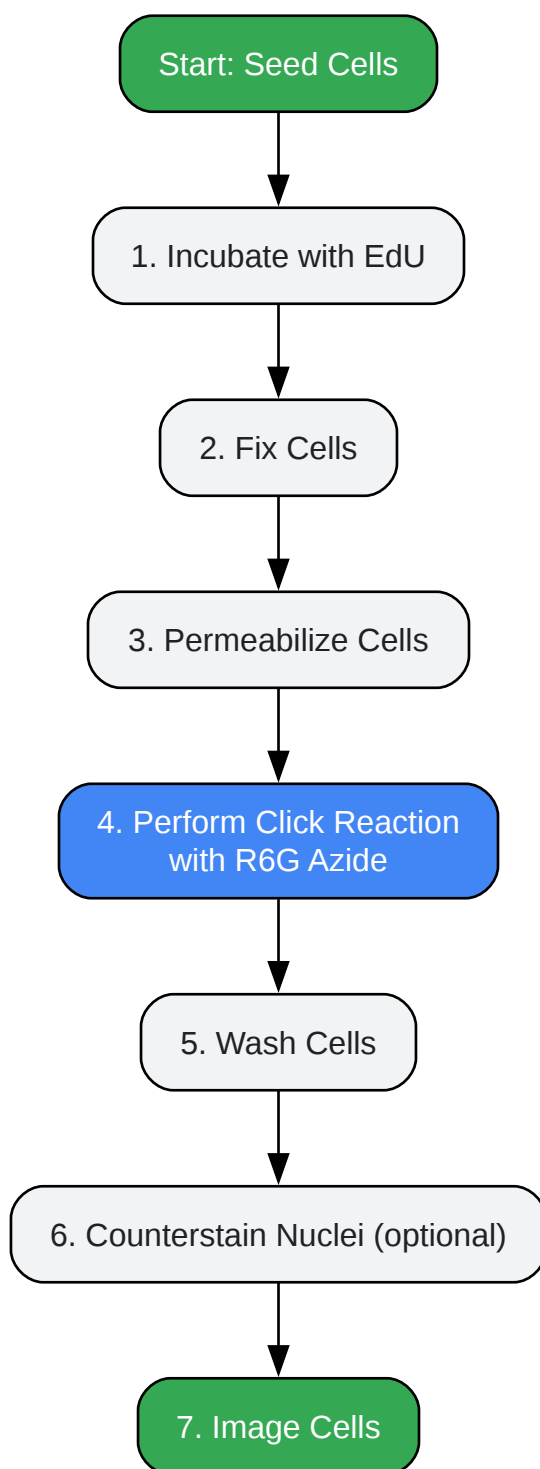 Start: Seed Cells
1. Incubate with EdU
2. Fix Cells
3. Permeabilize Cells
4. Perform Click Reaction
with R6G Azide
5. Wash Cells
6. Counterstain Nuclei (optional)
7. Image Cells